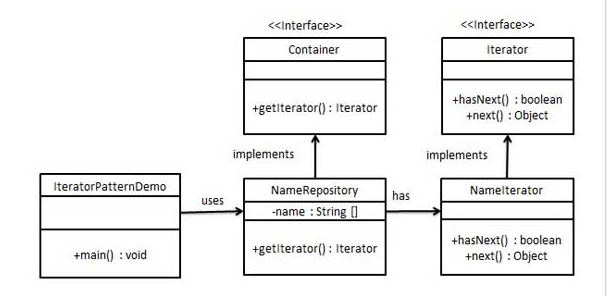 <<Interface>>
Container
+getIterator() : Iterator
<<Interface>>
Iterator
+hasNext() : boolean
+next() : Object
implements
implements
IteratorPatternDemo
+main() : void
uses
NameRepository
-name : String []
+getIterator() : Iterator
has
NameIterator
+hasNext() : boolean
+next() : Object